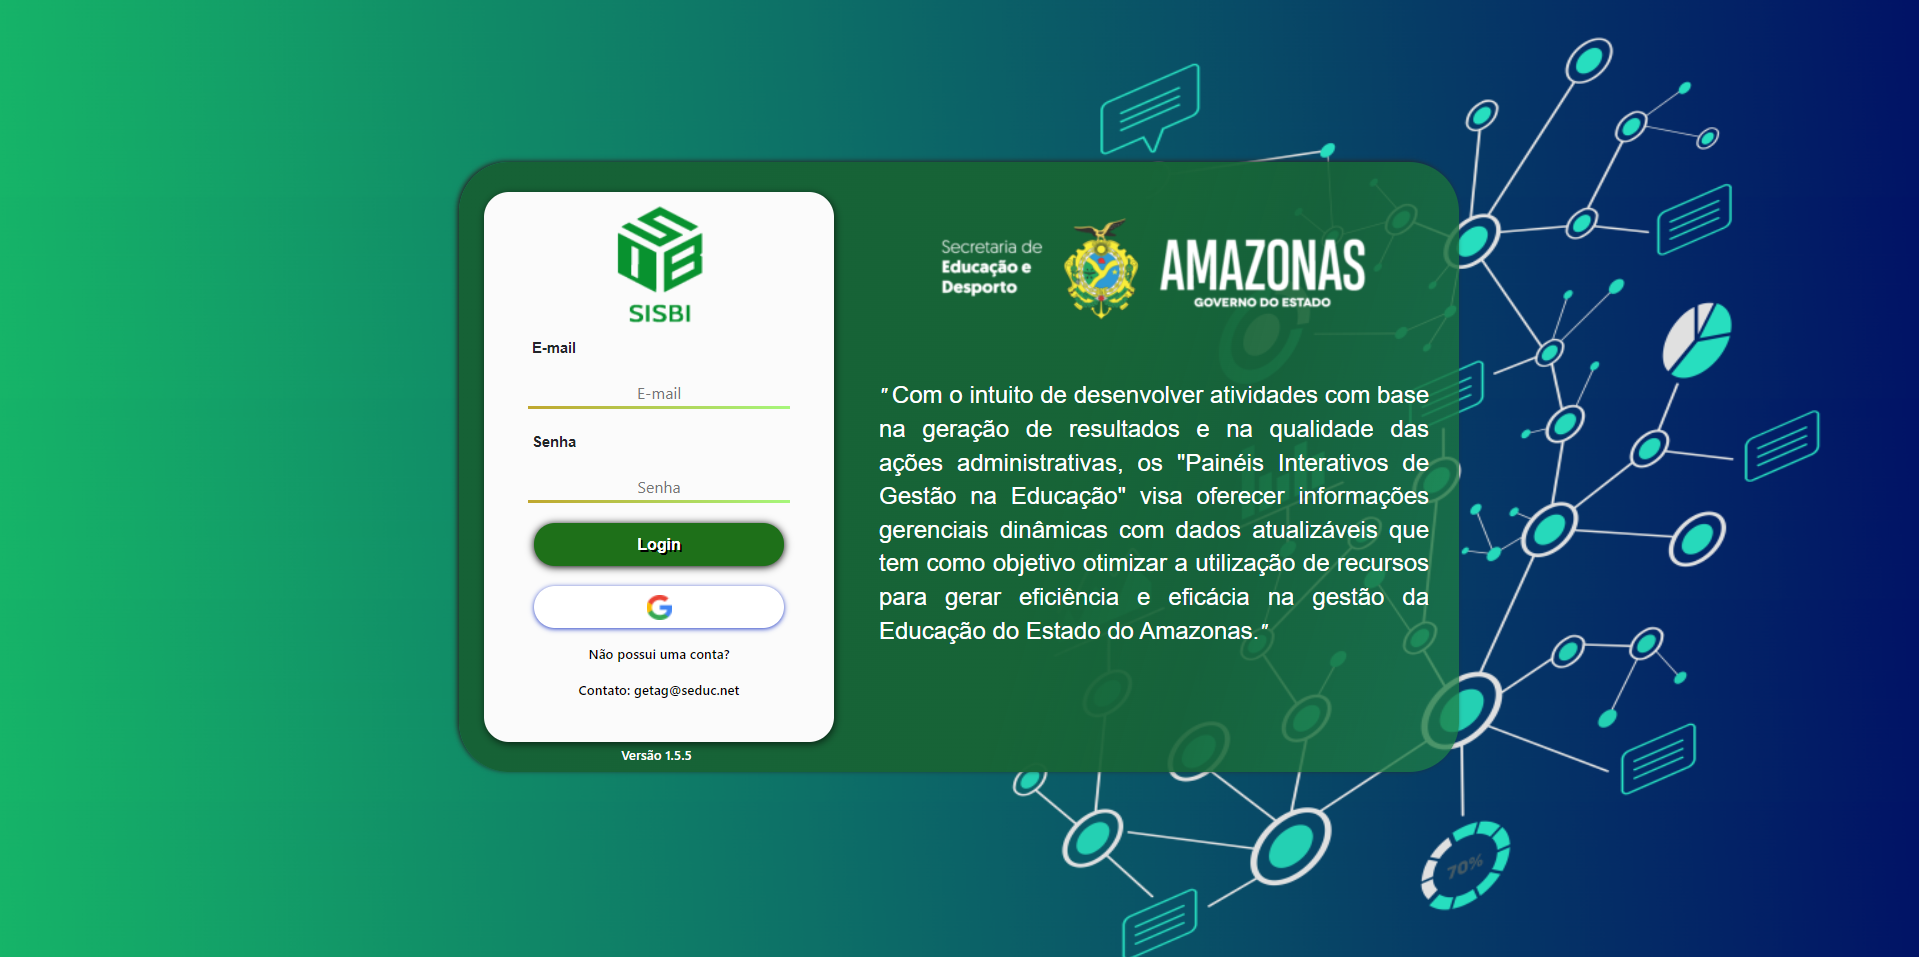 SISBI
E-mail
E-mail
Senha
Senha
Login
Não possui uma conta?
Contato: getag@seduc.net
Versão 1.5.5
Secretaria de
Educação e
Desporto
AMAZONAS
GOVERNO DO ESTADO
"Com o intuito de desenvolver atividades com base
na geração de resultados e na qualidade das
ações administrativas, os "Painéis Interativos de
Gestão na Educação" visa oferecer informações
gerenciais dinâmicas com dados atualizáveis que
tem como objetivo otimizar a utilização de recursos
para gerar eficiência e eficácia na gestão da
Educação do Estado do Amazonas."
70%